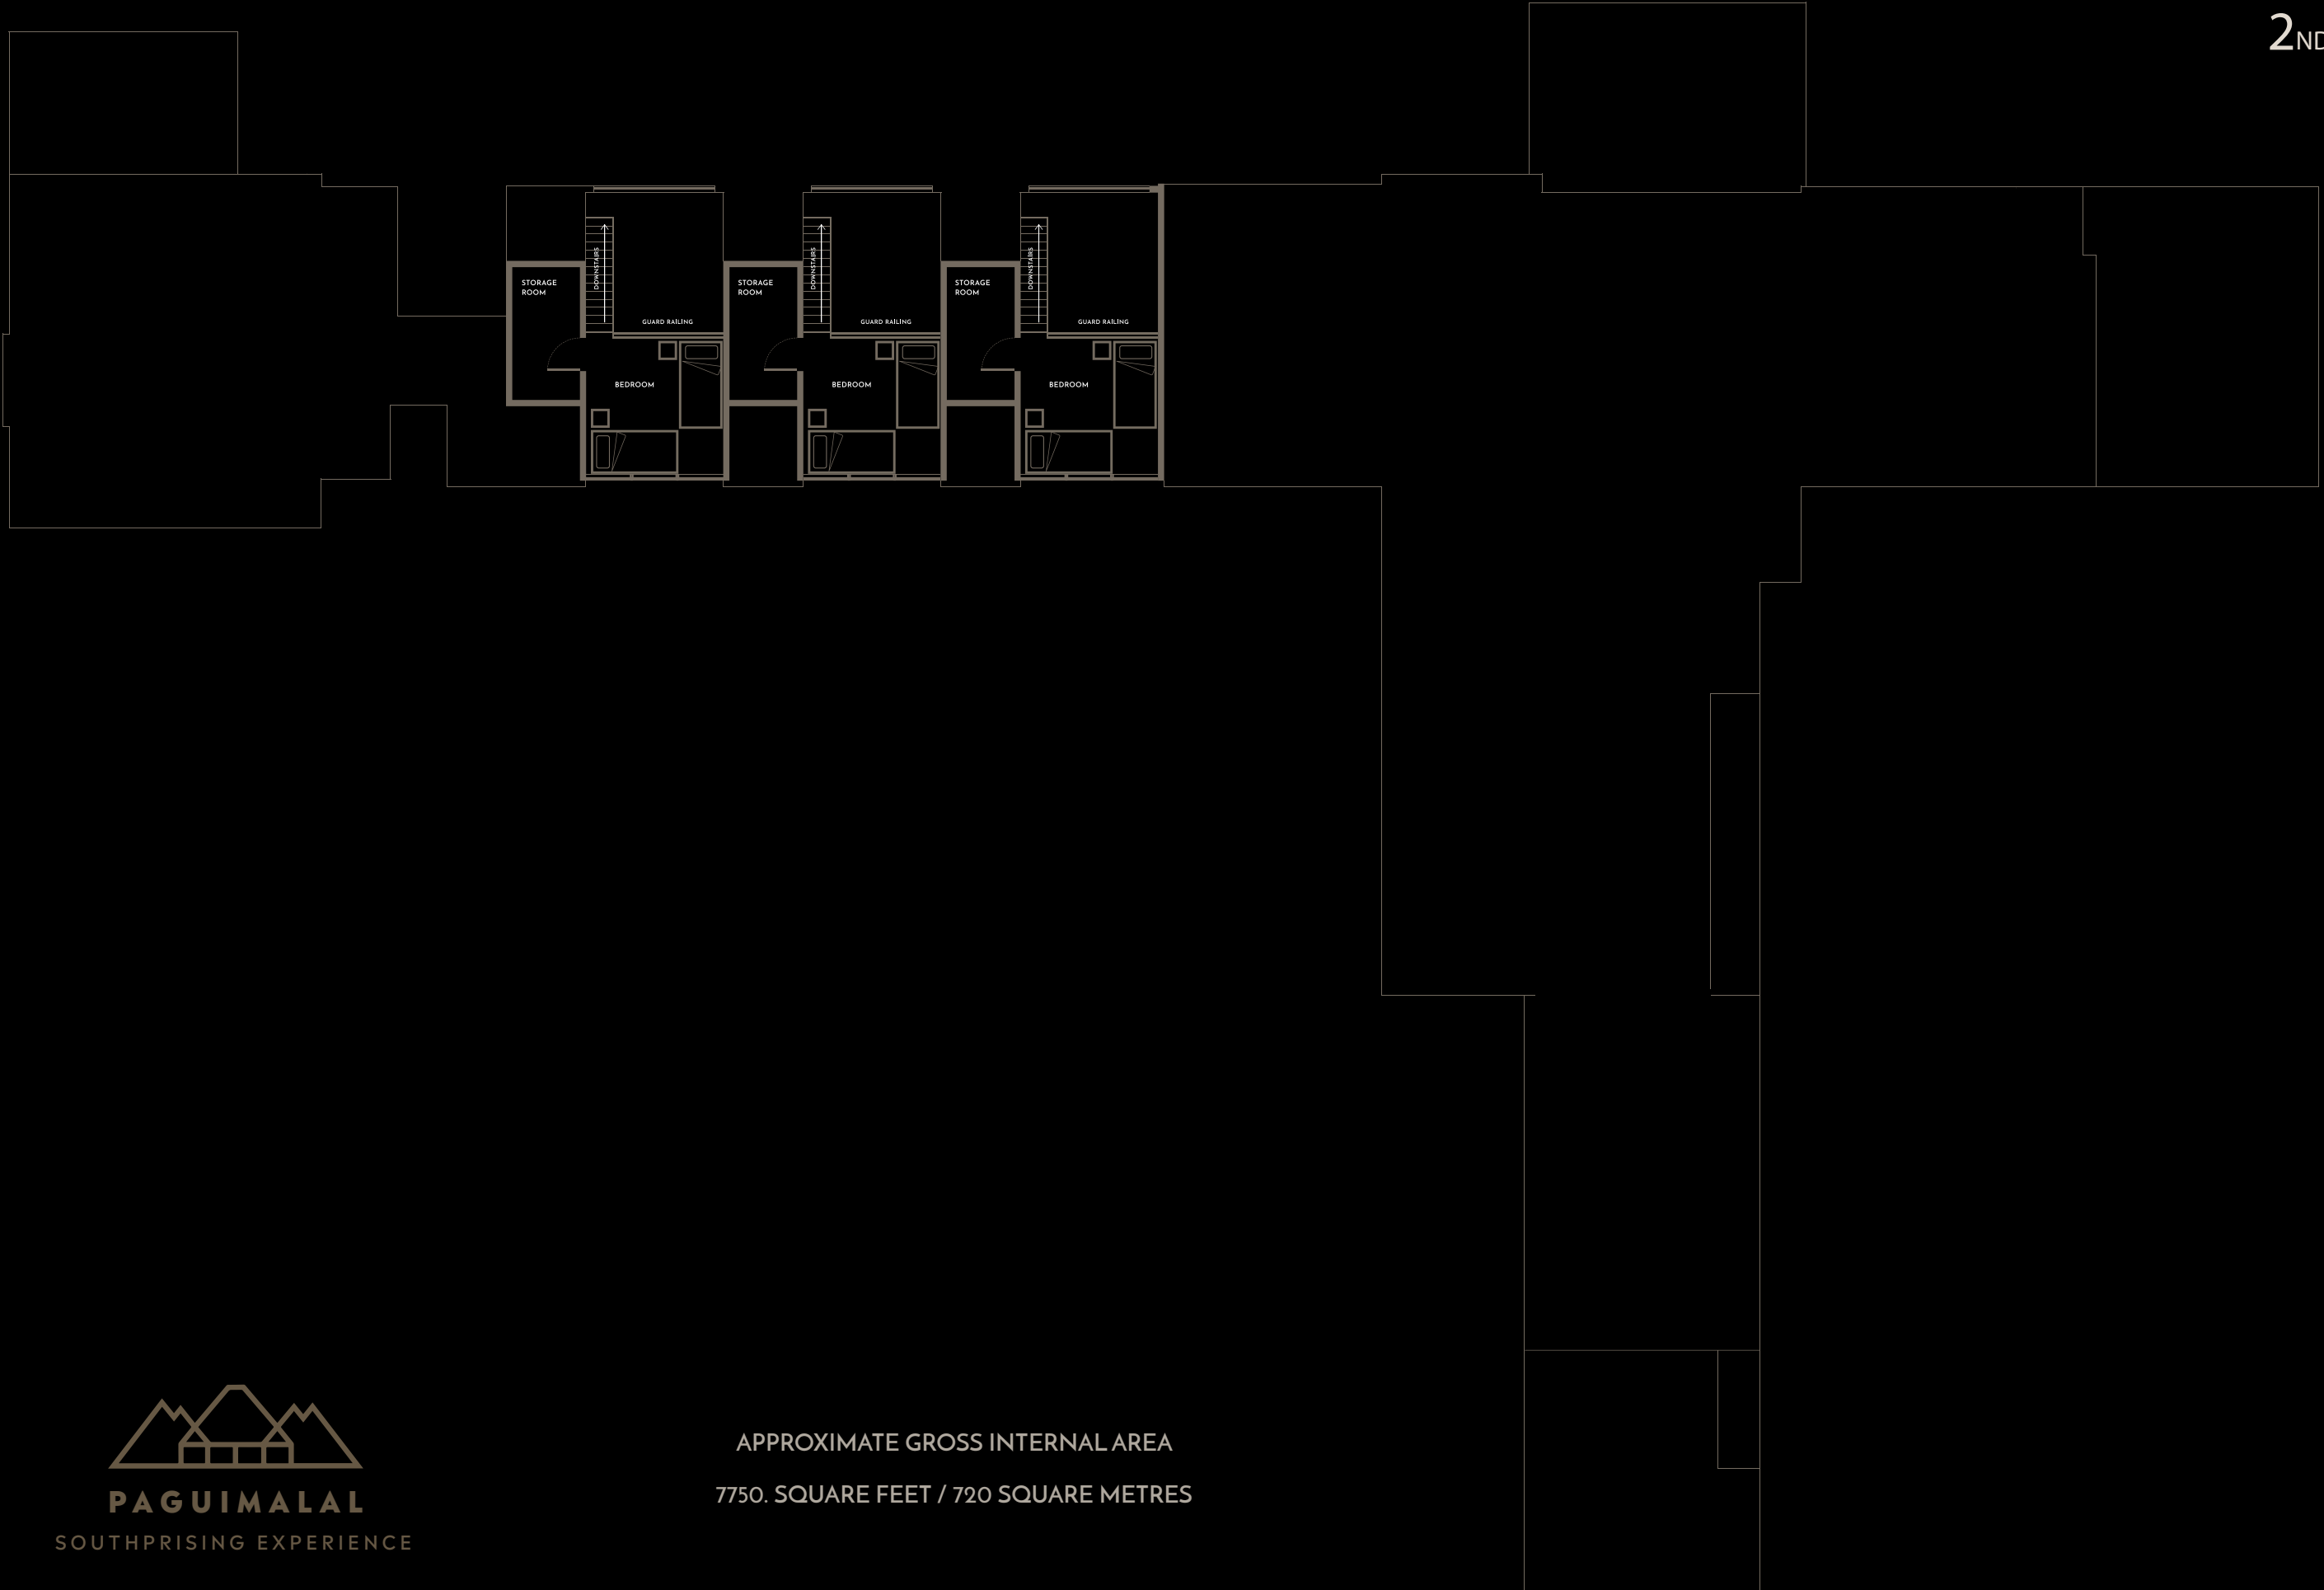 2ND
DOWNSTAIRS
DOWNSTAIRS
DOWNSTAIRS
STORAGE
ROOM
STORAGE
ROOM
STORAGE
ROOM
GUARD RAILING
GUARD RAILING
GUARD RAILING
BEDROOM
BEDROOM
BEDROOM
APPROXIMATE GROSS INTERNAL AREA
7750. SQUARE FEET / 720 SQUARE METRES
PAGUIMALAL
SOUTHPRISING EXPERIENCE